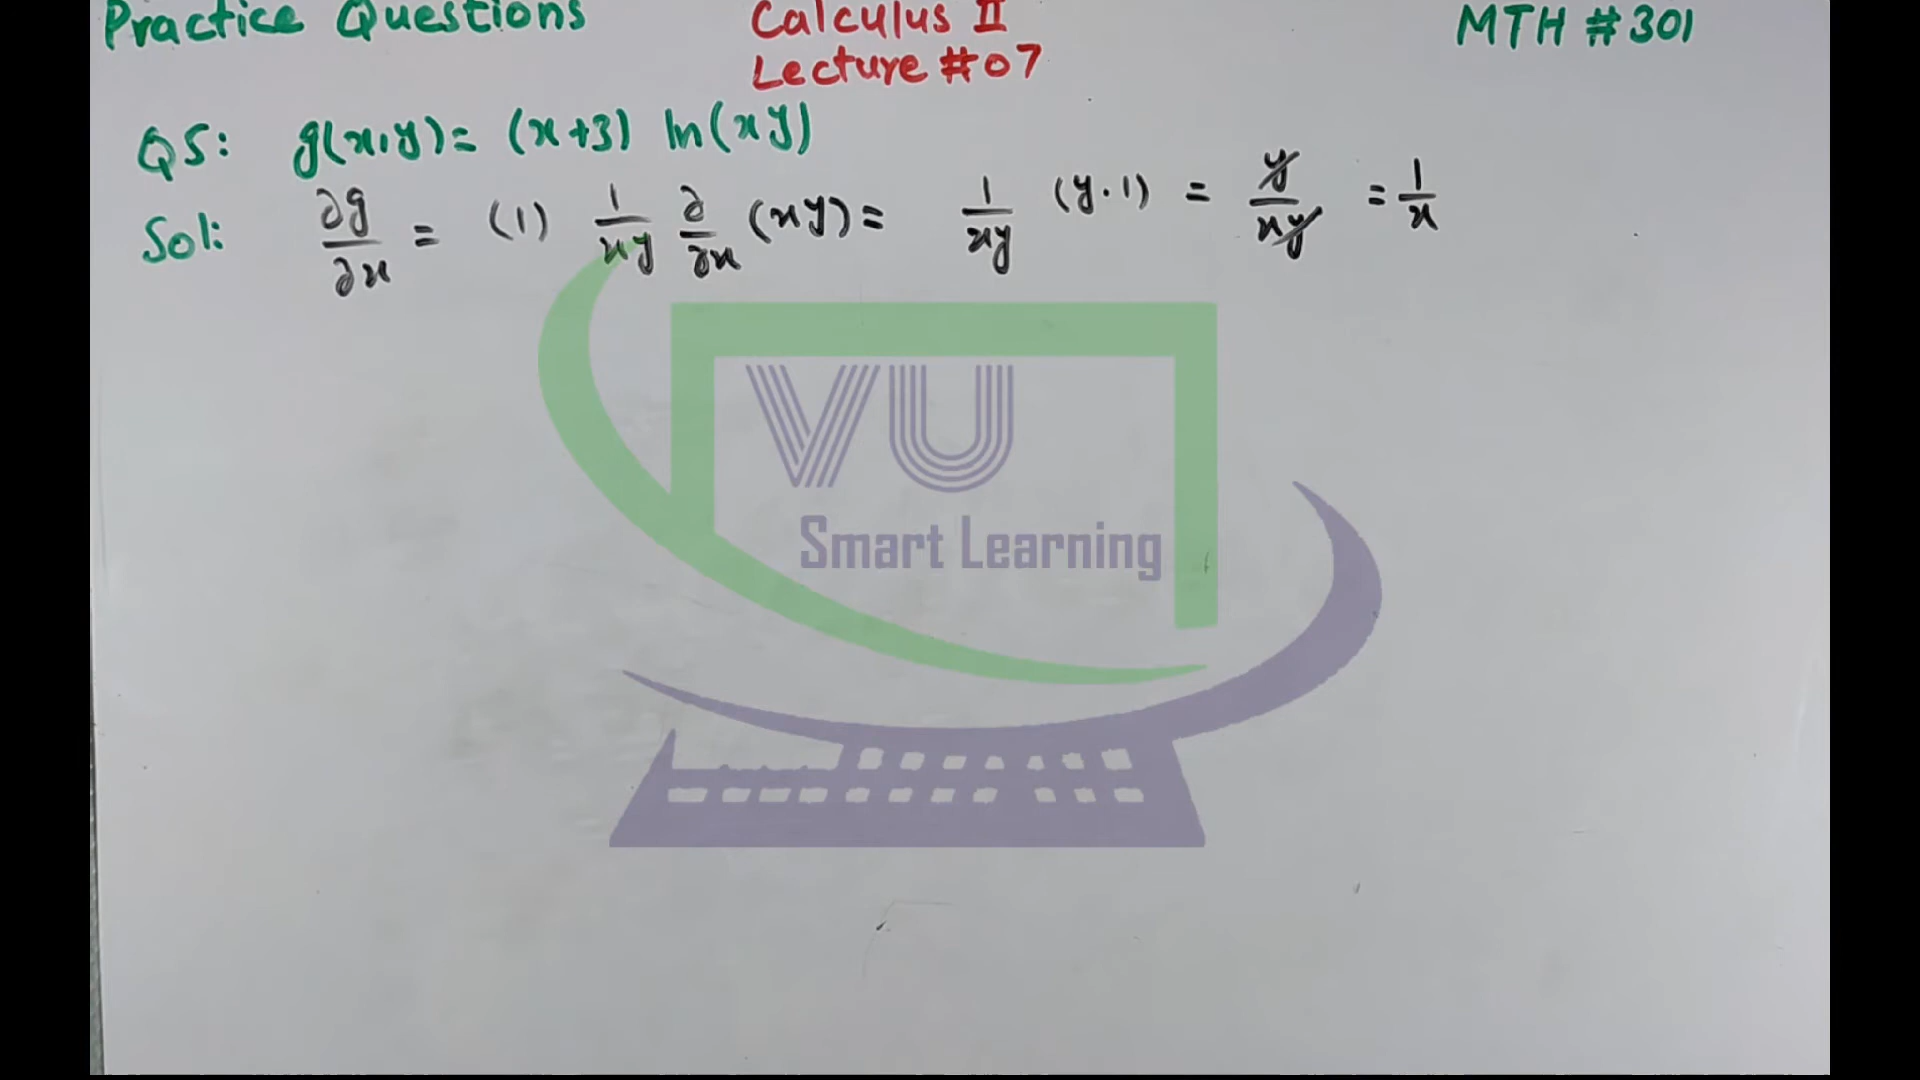 Practice Questions Calculus II MTH #301
Lecture #07
Q5: g(x,y)= (x+3) ln(xy)
Sol: ∂g/∂x = (1) 1/xy ∂/∂x (xy) = 1/xy (y.1) = y/xy = 1/x
VU
Smart Learning